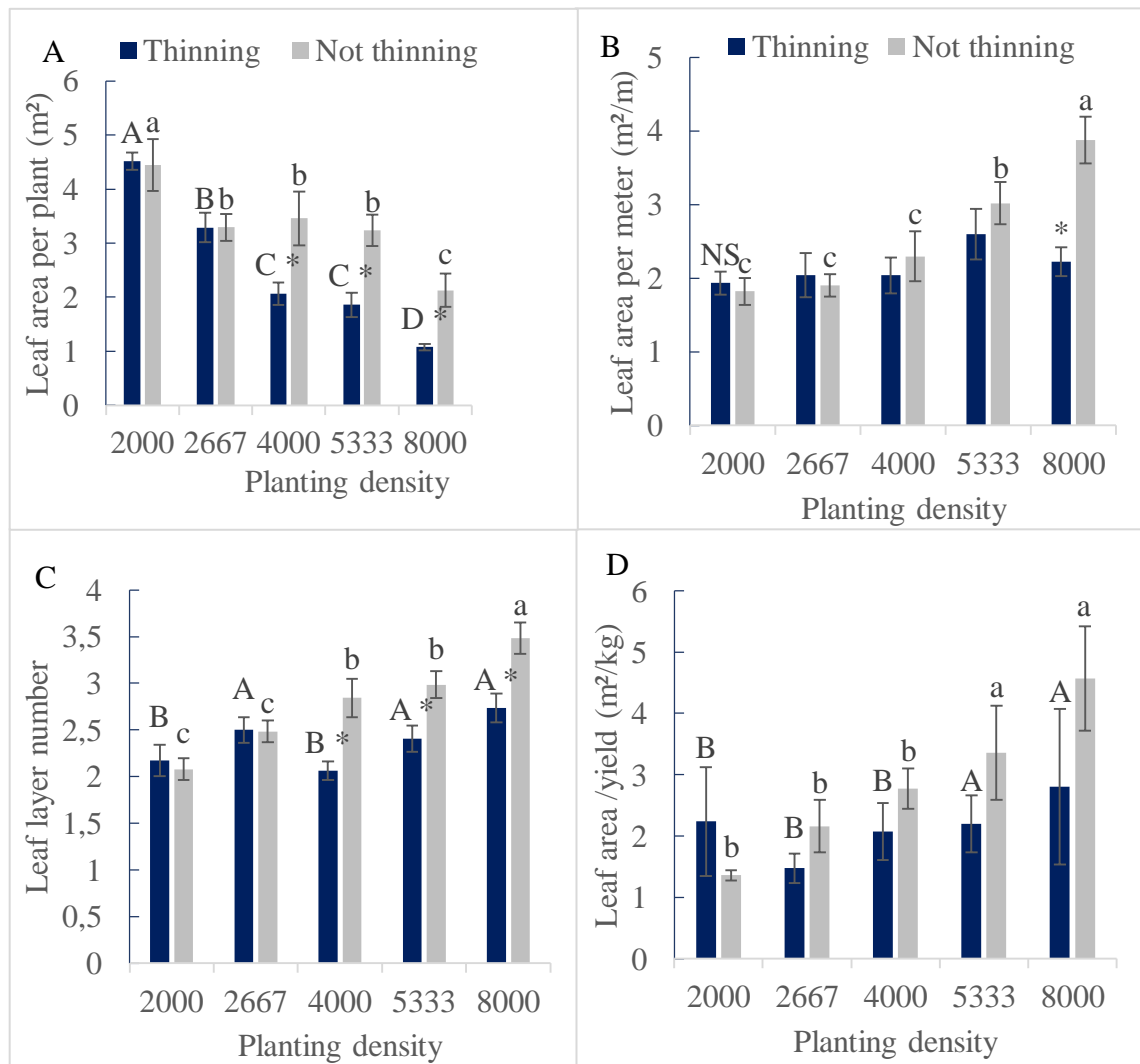 A
Thinning Not thinning
Leaf area per plant (m²)
6
5
4
3
2
1
0
A a
B b
C * b
C * b
D * c
2000 2667 4000 5333 8000
Planting density
B
Thinning Not thinning
Leaf area per meter (m²/m)
5
4
3
2
1
0
NS c
c
c
b
* a
2000 2667 4000 5333 8000
Planting density
C
Leaf layer number
4
3,5
3
2,5
2
1,5
1
0,5
0
B c
A c
B * b
A * b
A * a
2000 2667 4000 5333 8000
Planting density
D
Leaf area /yield (m²/kg)
6
5
4
3
2
1
0
B b
B b
B b
A a
A a
2000 2667 4000 5333 8000
Planting density